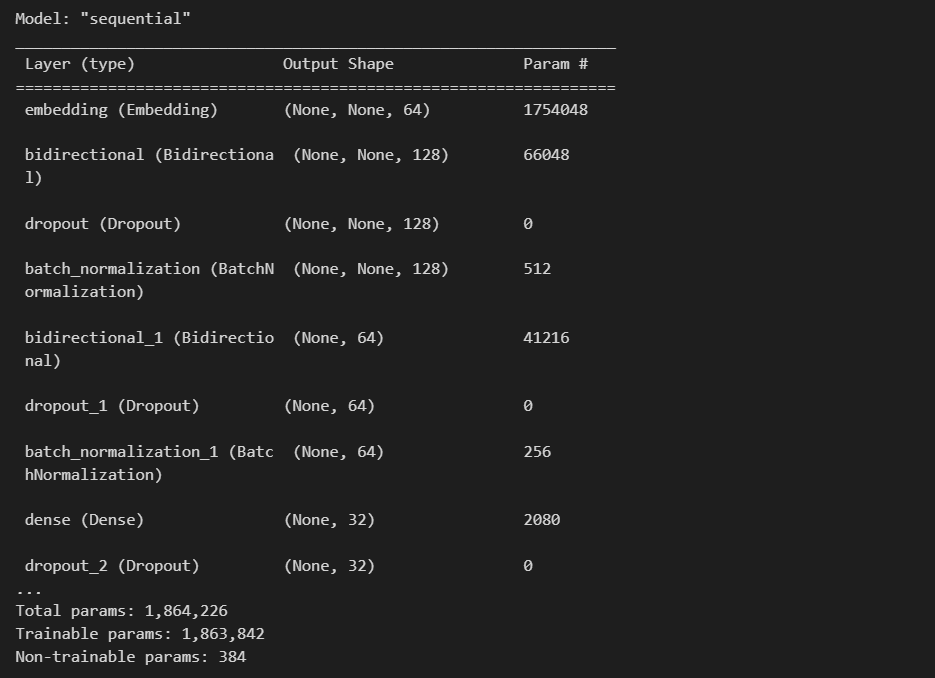 Model: "sequential"
_________________________________________________________________
Layer (type)                Output Shape              Param #
=================================================================
embedding (Embedding)       (None, None, 64)          1754048
bidirectional (Bidirectiona  (None, None, 128)        66048
l)
dropout (Dropout)           (None, None, 128)         0
batch_normalization (BatchN  (None, None, 128)        512
ormalization)
bidirectional_1 (Bidirectio  (None, 64)               41216
nal)
dropout_1 (Dropout)         (None, 64)                0
batch_normalization_1 (Batc  (None, 64)               256
hNormalization)
dense (Dense)               (None, 32)                2080
dropout_2 (Dropout)         (None, 32)                0
...
Total params: 1,864,226
Trainable params: 1,863,842
Non-trainable params: 384